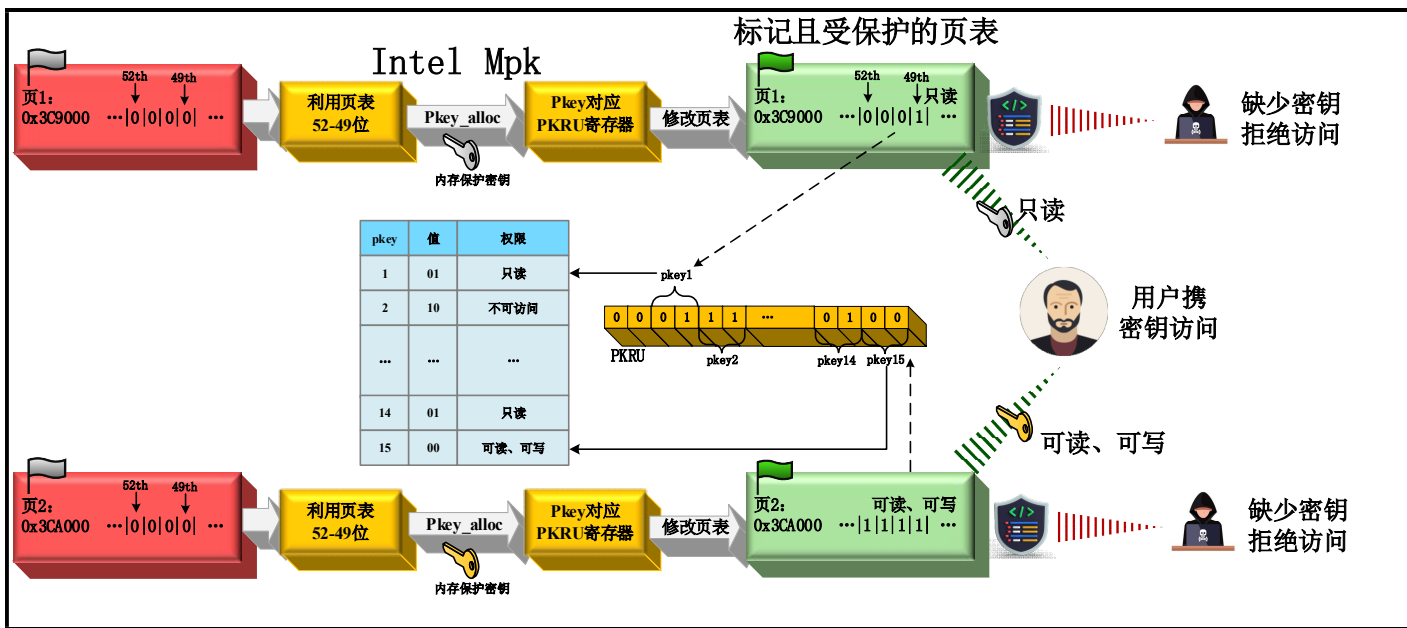 Intel Mpk
标记且受保护的页表
52th
49th
页1:
0x3C9000 …|0|0|0|0| …
利用页表
52-49位
Pkey_alloc
内存保护密钥
Pkey对应
PKRU寄存器
修改页表
52th
49th
只读
页1:
0x3C9000 …|0|0|0|1| …
缺少密钥
拒绝访问
只读
用户携
密钥访问
可读、可写
pkey 值 权限
1 01 只读
2 10 不可访问
… … …
14 01 只读
15 00 可读、可写
pkey1
0 0 0 1 1 1 … 0 1 0 0
PKRU
pkey2
pkey14
pkey15
52th
49th
页2:
0x3CA000 …|0|0|0|0| …
利用页表
52-49位
Pkey_alloc
内存保护密钥
Pkey对应
PKRU寄存器
修改页表
可读、可写
页2:
0x3CA000 …|1|1|1|1| …
缺少密钥
拒绝访问